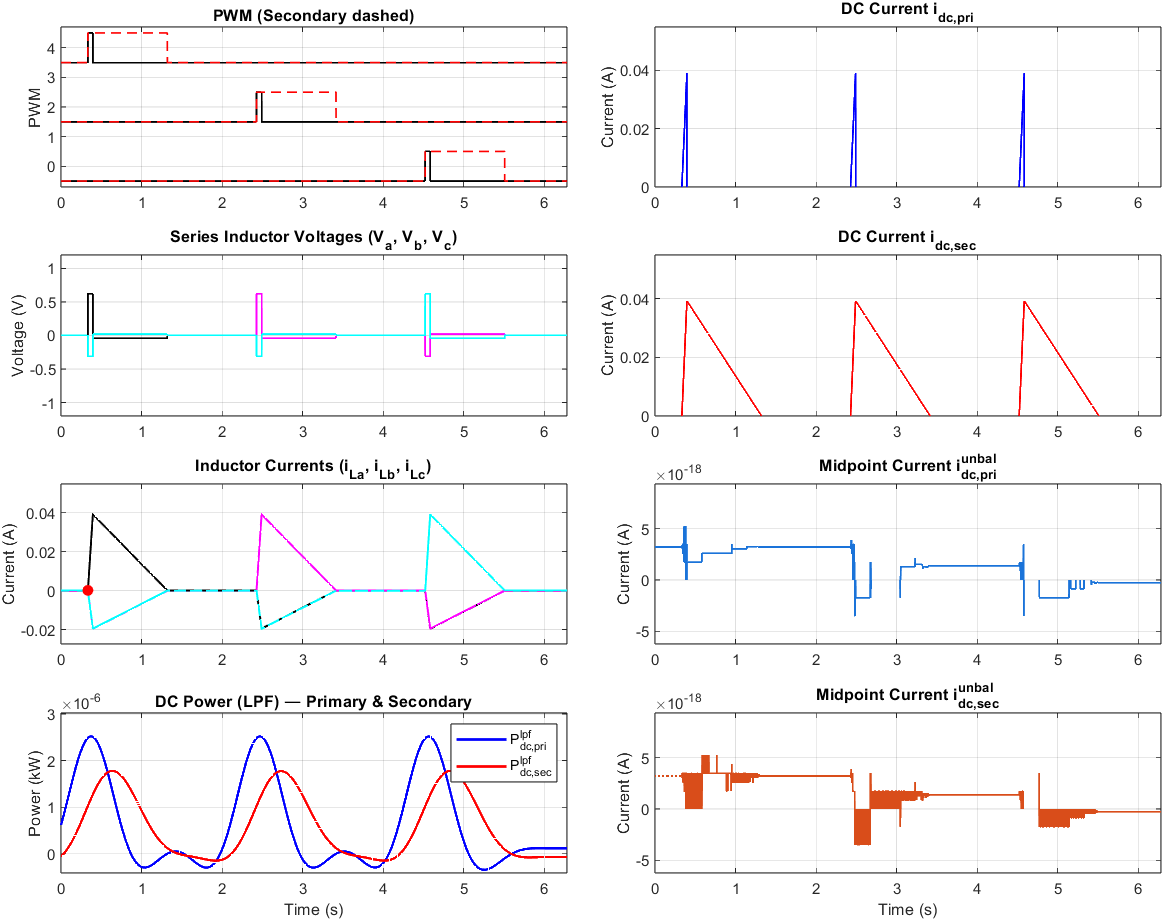 PWM (Secondary dashed)
PWM
4
3
2
1
0
0 1 2 3 4 5 6
DC Current i_dc,pri
Current (A)
0.04
0.02
0
0 1 2 3 4 5 6
Series Inductor Voltages (V_a, V_b, V_c)
Voltage (V)
1
0.5
0
-0.5
-1
0 1 2 3 4 5 6
DC Current i_dc,sec
Current (A)
0.04
0.02
0
0 1 2 3 4 5 6
Inductor Currents (i_La, i_Lb, i_Lc)
Current (A)
0.04
0.02
0
-0.02
0 1 2 3 4 5 6
Midpoint Current i^unbal_dc,pri
×10^-18
Current (A)
5
0
-5
0 1 2 3 4 5 6
DC Power (LPF) — Primary & Secondary
×10^-6
Power (kW)
3
2
1
0
P^lpf_dc,pri
P^lpf_dc,sec
0 1 2 3 4 5 6
Time (s)
Midpoint Current i^unbal_dc,sec
×10^-18
Current (A)
5
0
-5
0 1 2 3 4 5 6
Time (s)